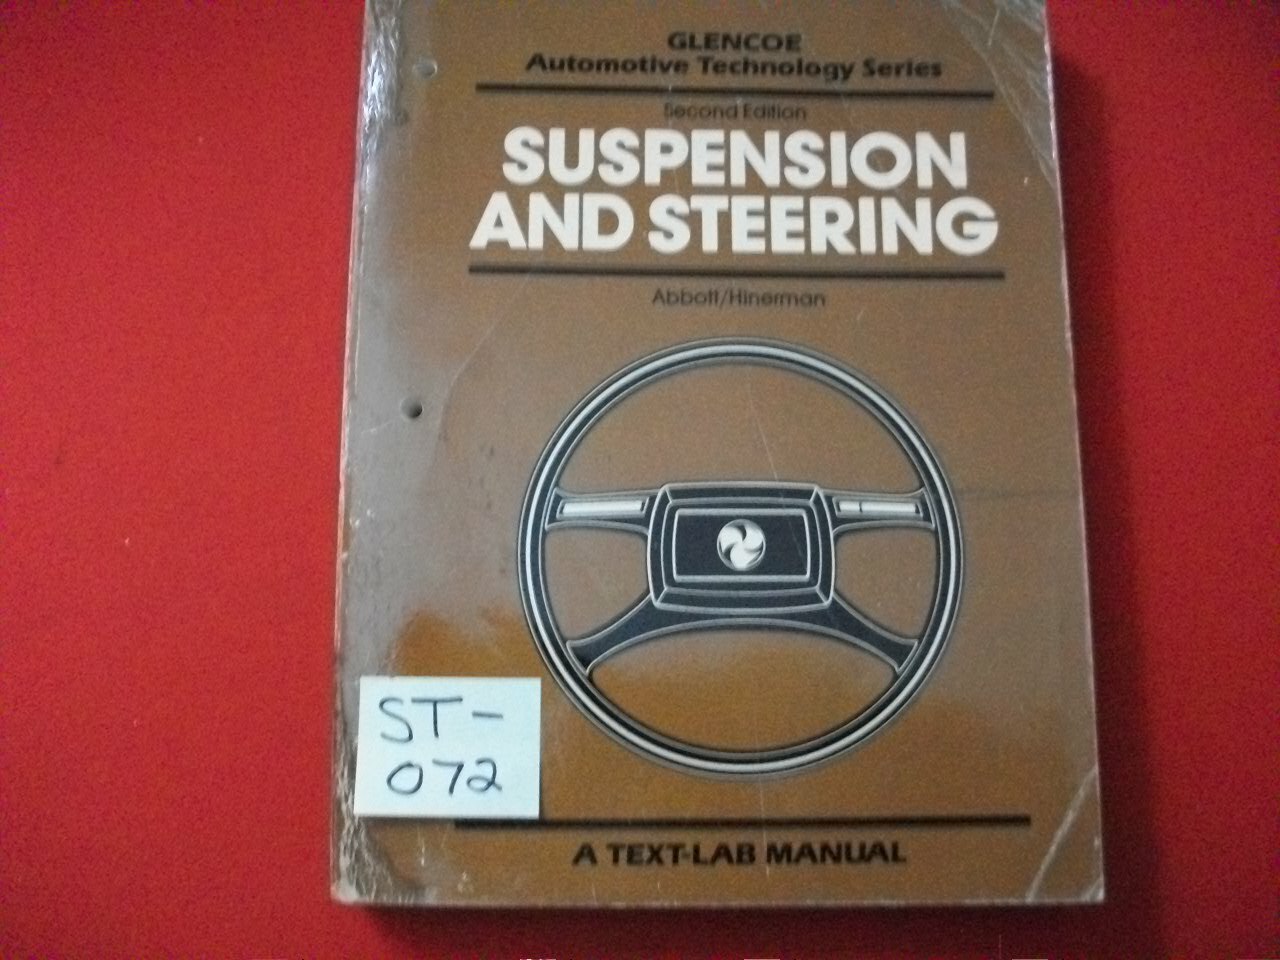 GLENCOE
Automotive Technology Series
Second Edition
SUSPENSION
AND STEERING
Abbott/Hinerman
ST-
072
A TEXT-LAB MANUAL